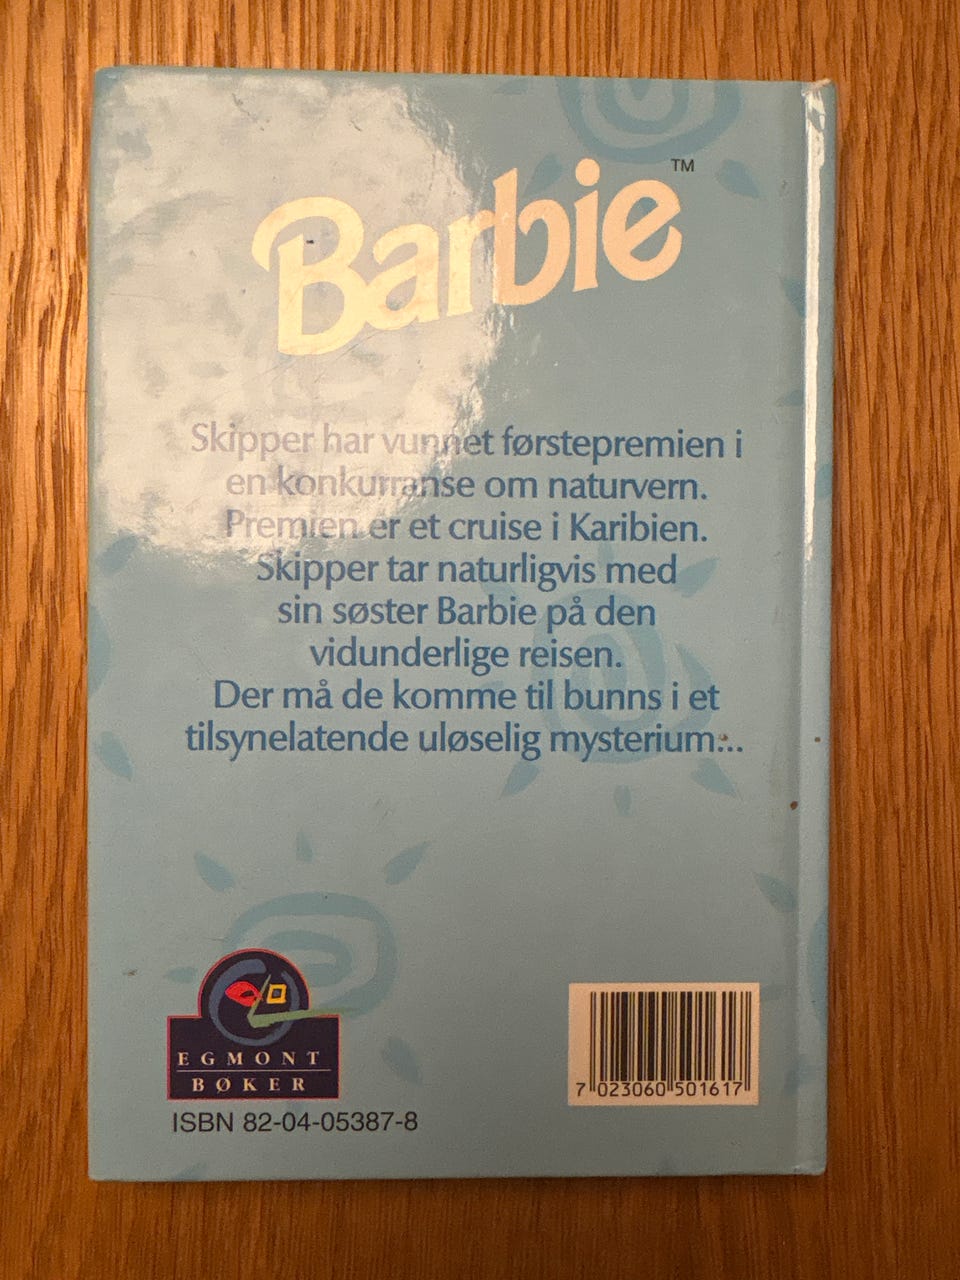 Barbie™
Skipper har vunnet førstepremien i
en konkurranse om naturvern.
Premien er et cruise i Karibien.
Skipper tar naturligvis med
sin søster Barbie på den
vidunderlige reisen.
Der må de komme til bunns i et
tilsynelatende uløselig mysterium...
EGMONT
BØKER
ISBN 82-04-05387-8
7 023060 501617